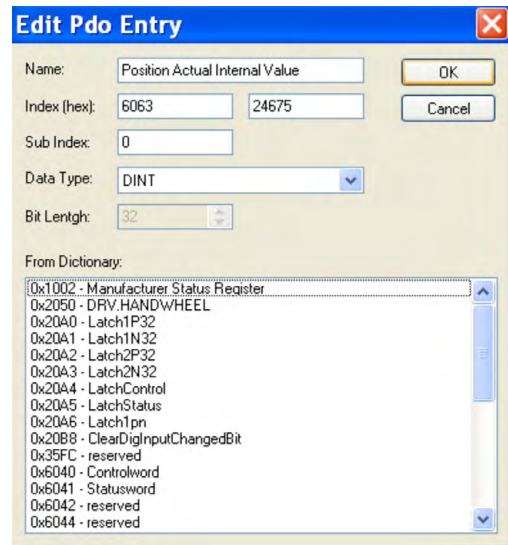 Edit Pdo Entry
Name: Position Actual Internal Value OK
Index (hex): 6063 24675 Cancel
Sub Index: 0
Data Type: DINT
Bit Lentgh: 32
From Dictionary:
0x1002 - Manufacturer Status Register
0x2050 - DRV.HANDWHEEL
0x20A0 - Latch1P32
0x20A1 - Latch1N32
0x20A2 - Latch2P32
0x20A3 - Latch2N32
0x20A4 - LatchControl
0x20A5 - LatchStatus
0x20A6 - Latch1pn
0x20B8 - ClearDigInputChangedBit
0x35FC - reserved
0x6040 - Controlword
0x6041 - Statusword
0x6042 - reserved
0x6044 - reserved